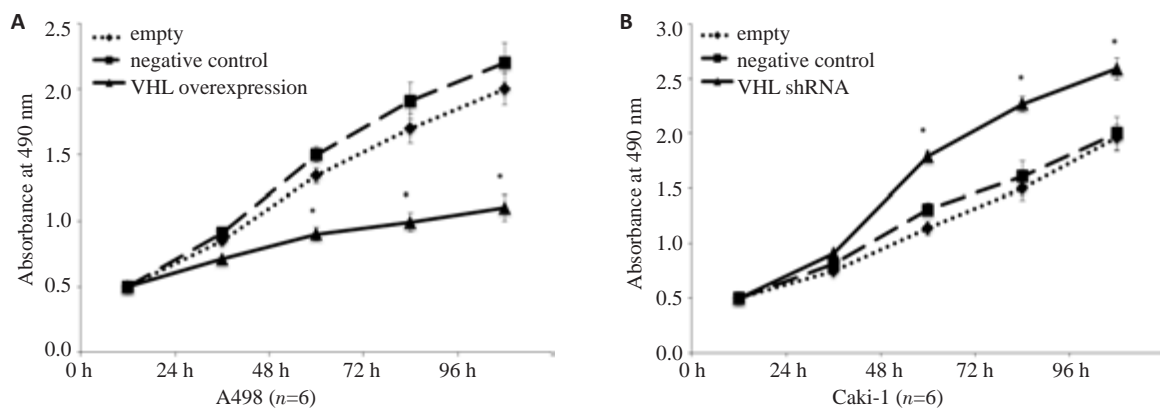 A
empty
negative control
VHL overexpression
Absorbance at 490 nm
2.5
2.0
1.5
1.0
0.5
0.0
* * *
0 h 24 h 48 h 72 h 96 h
A498 (n=6)
B
empty
negative control
VHL shRNA
Absorbance at 490 nm
3.0
2.5
2.0
1.5
1.0
0.5
0.0
* * *
0 h 24 h 48 h 72 h 96 h
Caki-1 (n=6)